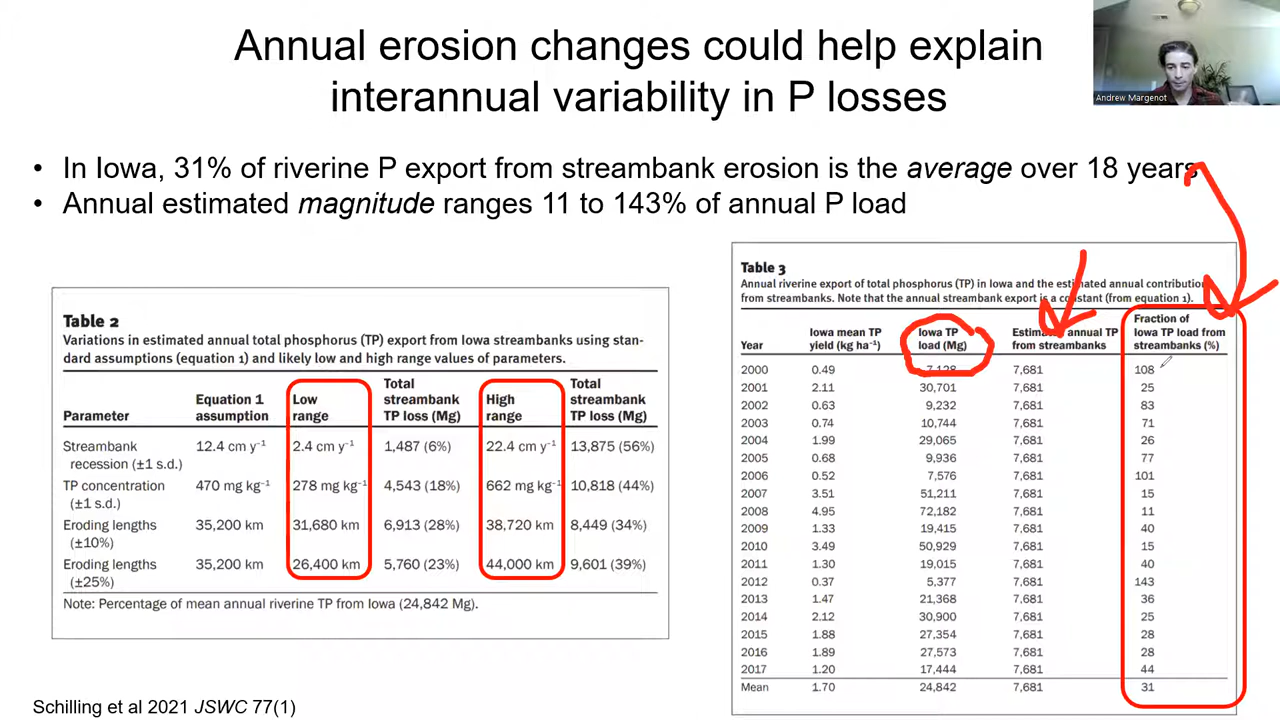 Annual erosion changes could help explain
interannual variability in P losses
Andrew Margenot
• In Iowa, 31% of riverine P export from streambank erosion is the average over 18 years
• Annual estimated magnitude ranges 11 to 143% of annual P load
Table 2
Variations in estimated annual total phosphorus (TP) export from Iowa streambanks using stan-
dard assumptions (equation 1) and likely low and high range values of parameters.
Parameter Equation 1 assumption Low range Total streambank TP loss (Mg) High range Total streambank TP loss (Mg)
Streambank recession (±1 s.d.) 12.4 cm y⁻¹ 2.4 cm y⁻¹ 1,487 (6%) 22.4 cm y⁻¹ 13,875 (56%)
TP concentration (±1 s.d.) 470 mg kg⁻¹ 278 mg kg⁻¹ 4,543 (18%) 662 mg kg⁻¹ 10,818 (44%)
Eroding lengths (±10%) 35,200 km 31,680 km 6,913 (28%) 38,720 km 8,449 (34%)
Eroding lengths (±25%) 35,200 km 26,400 km 5,760 (23%) 44,000 km 9,601 (39%)
Note: Percentage of mean annual riverine TP from Iowa (24,842 Mg).
Table 3
Annual riverine export of total phosphorus (TP) in Iowa and the estimated annual contribution
from streambanks. Note that the annual streambank export is a constant (from equation 1).
Year Iowa mean TP yield (kg ha⁻¹) Iowa TP load (Mg) Estimated annual TP from streambanks Fraction of Iowa TP load from streambanks (%)
2000 0.49 7,128 7,681 108
2001 2.11 30,701 7,681 25
2002 0.63 9,232 7,681 83
2003 0.74 10,744 7,681 71
2004 1.99 29,065 7,681 26
2005 0.68 9,936 7,681 77
2006 0.52 7,576 7,681 101
2007 3.51 51,211 7,681 15
2008 4.95 72,182 7,681 11
2009 1.33 19,415 7,681 40
2010 3.49 50,929 7,681 15
2011 1.30 19,015 7,681 40
2012 0.37 5,377 7,681 143
2013 1.47 21,368 7,681 36
2014 2.12 30,900 7,681 25
2015 1.88 27,354 7,681 28
2016 1.89 27,573 7,681 28
2017 1.20 17,444 7,681 44
Mean 1.70 24,842 7,681 31
Schilling et al 2021 JSWC 77(1)